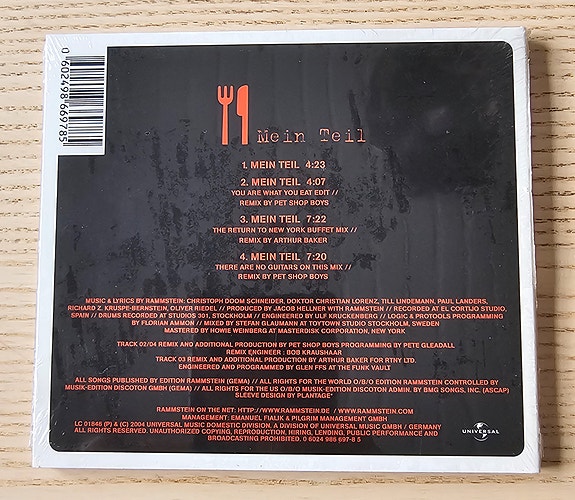 0 602498 669785
Mein Teil
1. MEIN TEIL 4:23
2. MEIN TEIL 4:07
YOU ARE WHAT YOU EAT EDIT //
REMIX BY PET SHOP BOYS
3. MEIN TEIL 7:22
THE RETURN TO NEW YORK BUFFET MIX //
REMIX BY ARTHUR BAKER
4. MEIN TEIL 7:20
THERE ARE NO GUITARS ON THIS MIX //
REMIX BY PET SHOP BOYS
MUSIC & LYRICS BY RAMMSTEIN: CHRISTOPH DOOM SCHNEIDER, DOKTOR CHRISTIAN LORENZ, TILL LINDEMANN, PAUL LANDERS,
RICHARD Z. KRUSPE-BERNSTEIN, OLIVER RIEDEL // PRODUCED BY JACOB HELLNER WITH RAMMSTEIN // RECORDED AT EL CORTIJO STUDIO,
SPAIN // DRUMS RECORDED AT STUDIOS 301, STOCKHOLM // ENGINEERED BY ULF KRUCKENBERG // LOGIC & PROTOOLS PROGRAMMING
BY FLORIAN AMMON // MIXED BY STEFAN GLAUMANN AT TOYTOWN STUDIO STOCKHOLM, SWEDEN
MASTERED BY HOWIE WEINBERG AT MASTERDISK CORPORATION, NEW YORK
TRACK 02/04 REMIX AND ADDITIONAL PRODUCTION BY PET SHOP BOYS PROGRAMMING BY PETE GLEADALL
REMIX ENGINEER : BOB KRAUSHAAR
TRACK 03 REMIX AND ADDITIONAL PRODUCTION BY ARTHUR BAKER FOR RTNY LTD.
ENGINEERED AND PROGRAMMED BY GLEN FFS AT THE FUNK VAULT
ALL SONGS PUBLISHED BY EDITION RAMMSTEIN (GEMA) // ALL RIGHTS FOR THE WORLD O/B/O EDITION RAMMSTEIN CONTROLLED BY
MUSIK-EDITION DISCOTON GMBH (GEMA) // ALL RIGHTS FOR THE US O/B/O MUSIK-EDITION DISCOTON ADMIN. BY BMG SONGS, INC. (ASCAP)
SLEEVE DESIGN BY PLANTAGE*
RAMMSTEIN ON THE NET: HTTP://WWW.RAMMSTEIN.DE / WWW.RAMMSTEIN.COM
MANAGEMENT: EMANUEL FIALIK & PILGRIM MANAGEMENT GMBH
LC 01846 (P) & (C) 2004 UNIVERSAL MUSIC DOMESTIC DIVISION, A DIVISION OF UNIVERSAL MUSIC GMBH / GERMANY
ALL RIGHTS RESERVED. UNAUTHORIZED COPYING, REPRODUCTION, HIRING, LENDING, PUBLIC PERFORMANCE AND
BROADCASTING PROHIBITED. 0 6024 986 697-8 5
UNIVERSAL